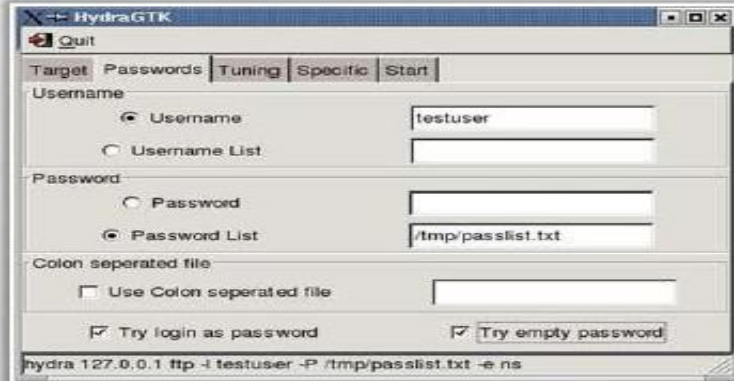 HydraGTK
Quit
Target Passwords Tuning Specific Start
Username
Username testuser
Username List
Password
Password
Password List /tmp/passlist.txt
Colon seperated file
Use Colon seperated file
Try login as password Try empty password
hydra 127.0.0.1 ftp -l testuser -P /tmp/passlist.txt -e ns